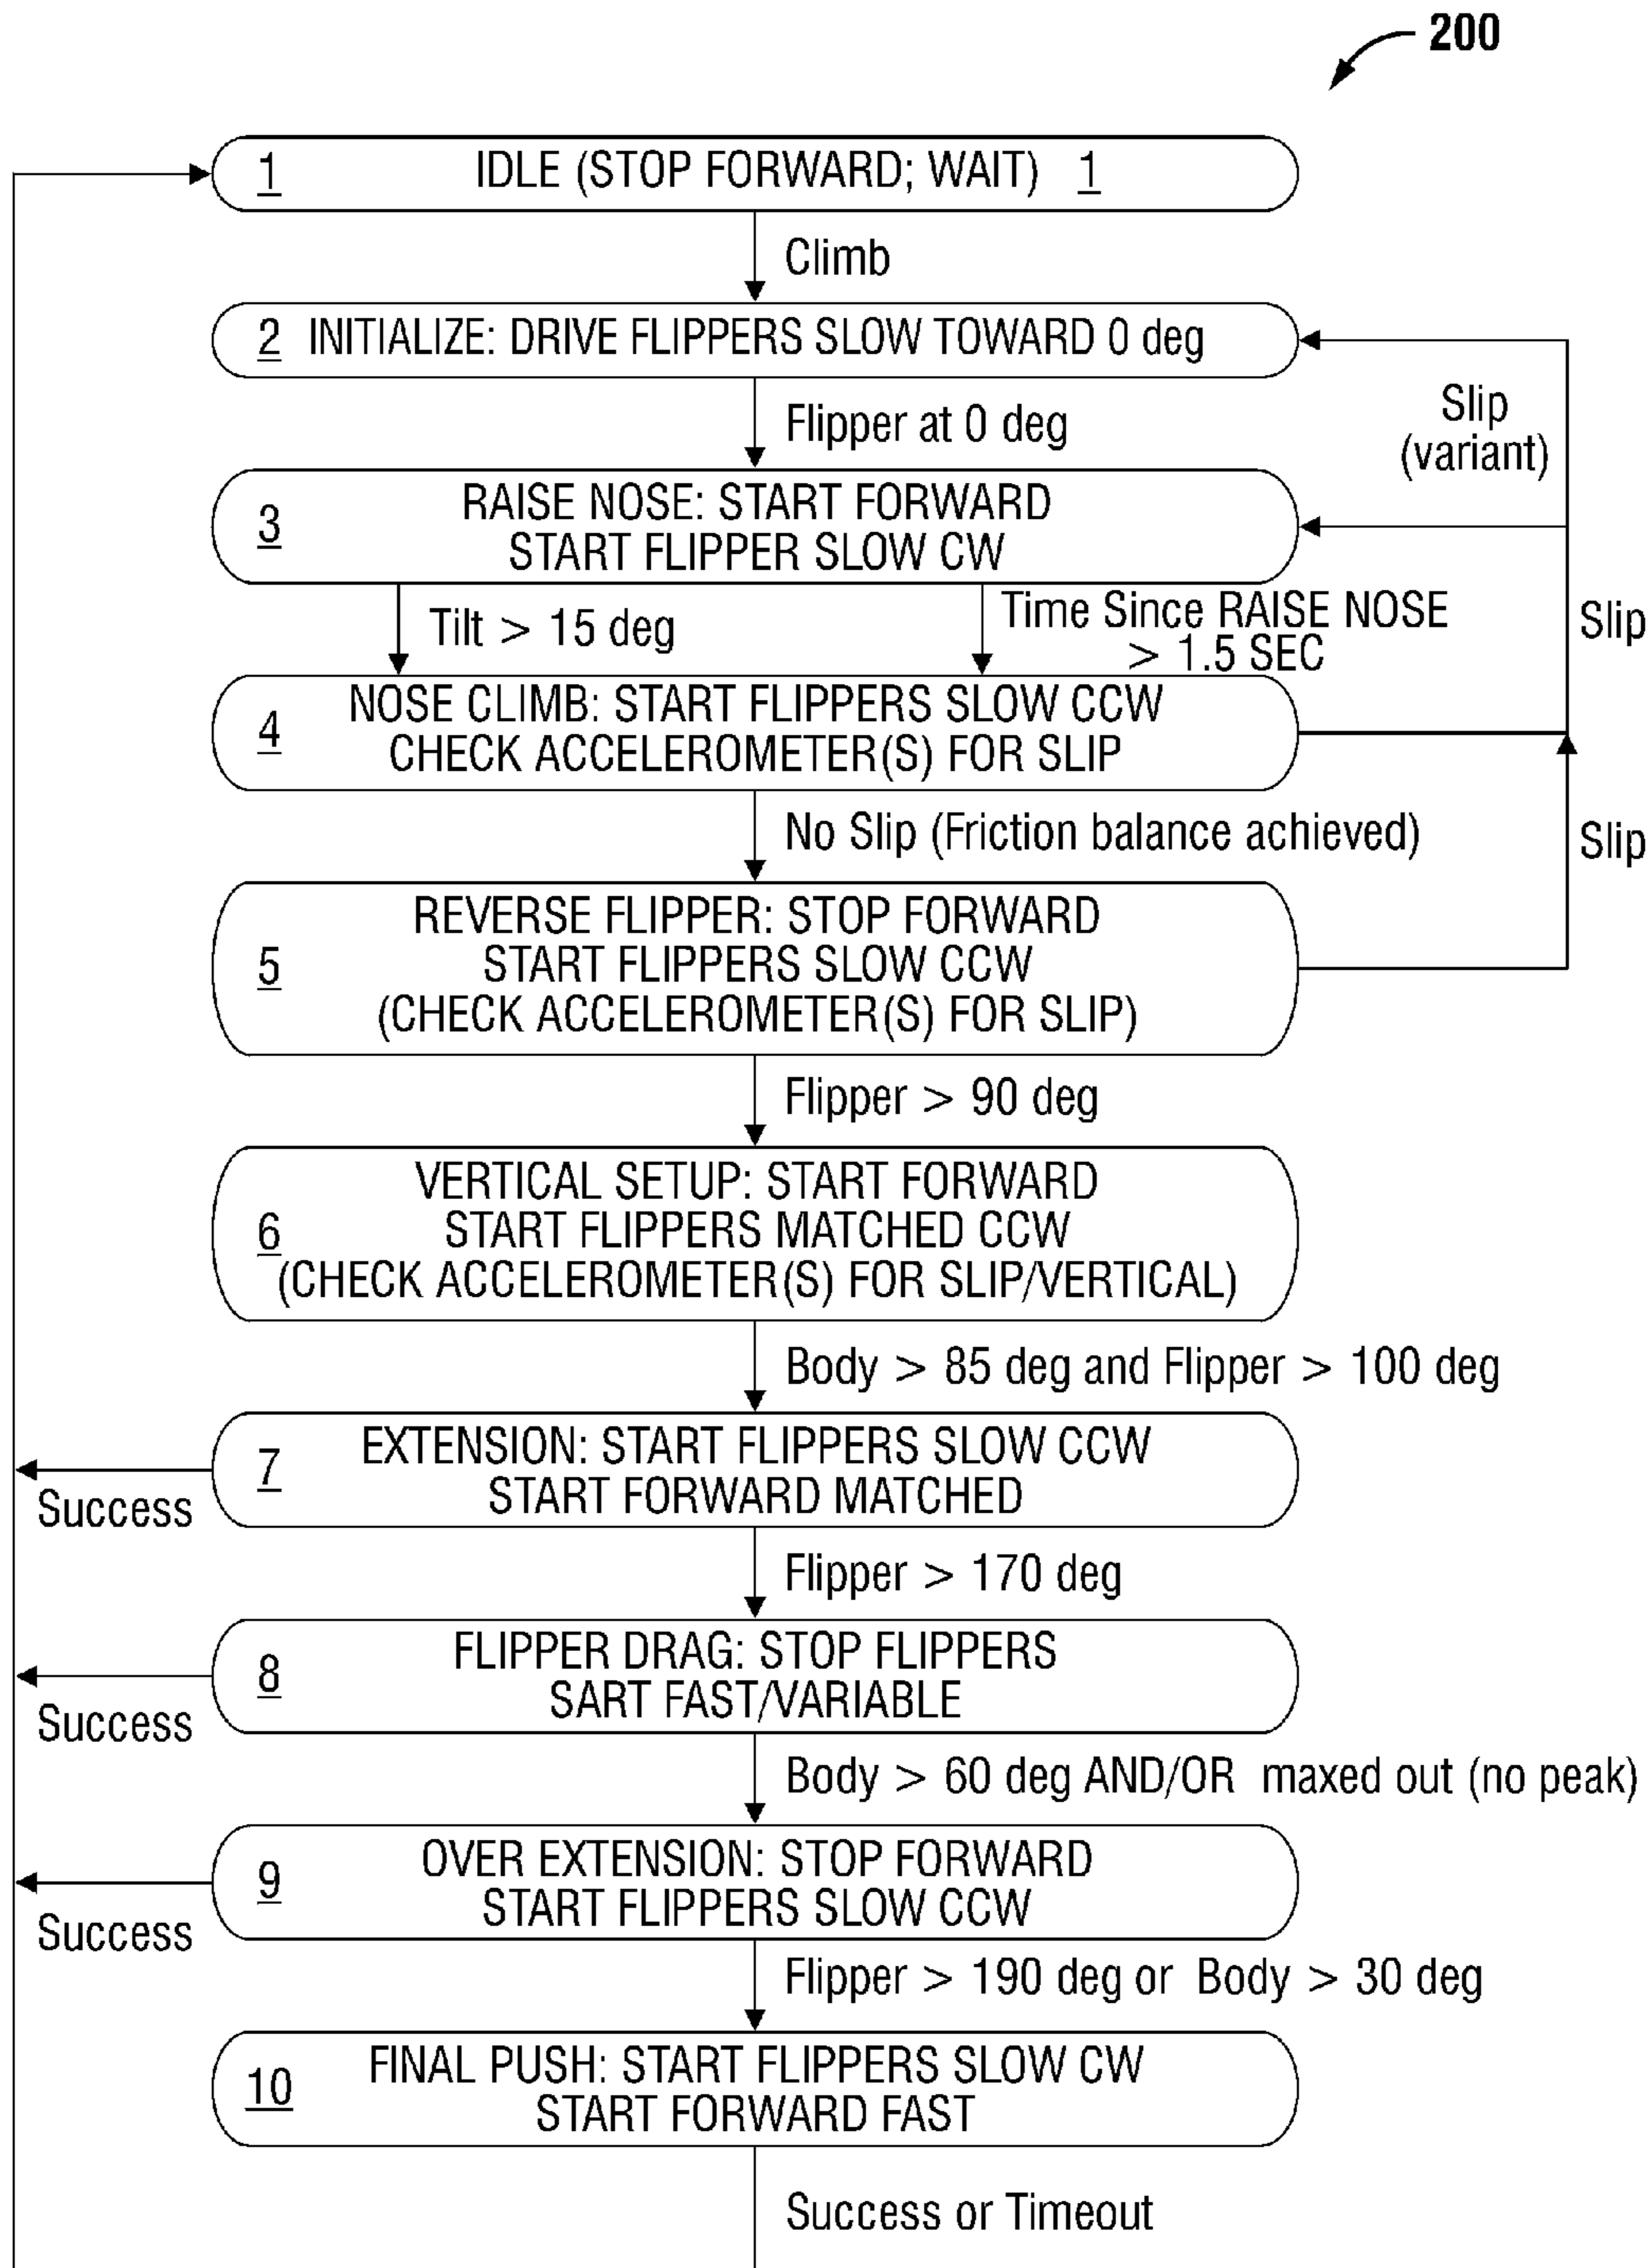 200
1 IDLE (STOP FORWARD; WAIT) 1
Climb
2 INITIALIZE: DRIVE FLIPPERS SLOW TOWARD 0 deg
Flipper at 0 deg
Slip
(variant)
3
RAISE NOSE: START FORWARD
START FLIPPER SLOW CW
Tilt > 15 deg
Time Since RAISE NOSE
> 1.5 SEC
Slip
4
NOSE CLIMB: START FLIPPERS SLOW CCW
CHECK ACCELEROMETER(S) FOR SLIP
No Slip (Friction balance achieved)
Slip
5
REVERSE FLIPPER: STOP FORWARD
START FLIPPERS SLOW CCW
(CHECK ACCELEROMETER(S) FOR SLIP)
Flipper > 90 deg
6
VERTICAL SETUP: START FORWARD
START FLIPPERS MATCHED CCW
(CHECK ACCELEROMETER(S) FOR SLIP/VERTICAL)
Body > 85 deg and Flipper > 100 deg
7
EXTENSION: START FLIPPERS SLOW CCW
START FORWARD MATCHED
Success
Flipper > 170 deg
8
FLIPPER DRAG: STOP FLIPPERS
SART FAST/VARIABLE
Success
Body > 60 deg AND/OR maxed out (no peak)
9
OVER EXTENSION: STOP FORWARD
START FLIPPERS SLOW CCW
Success
Flipper > 190 deg or Body > 30 deg
10
FINAL PUSH: START FLIPPERS SLOW CW
START FORWARD FAST
Success or Timeout